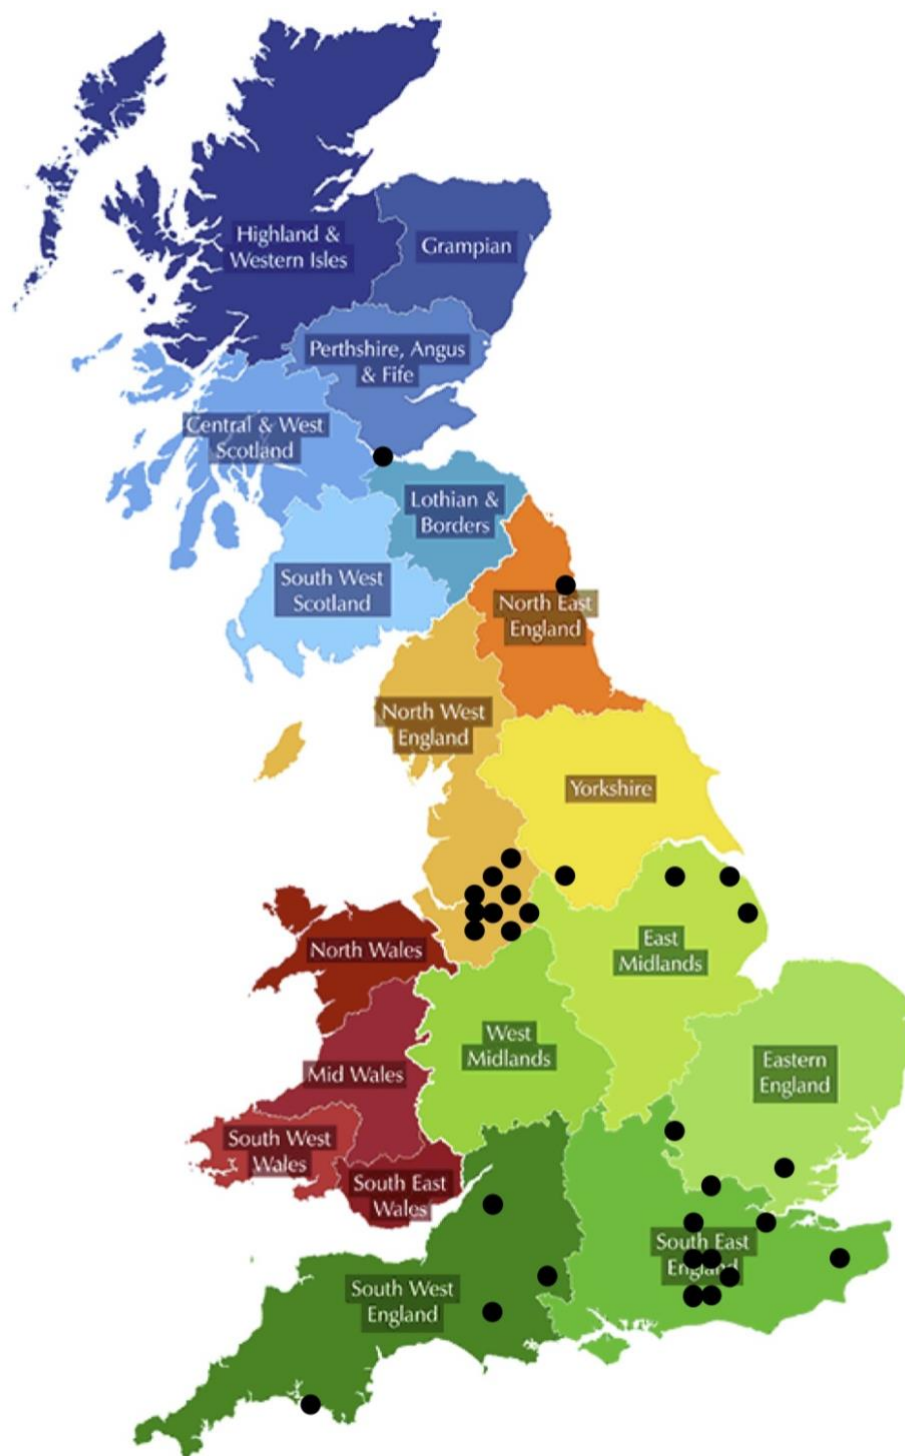 Highland &
Western Isles
Grampian
Perthshire, Angus
& Fife
Central & West
Scotland
Lothian &
Borders
South West
Scotland
North East
England
North West
England
Yorkshire
North Wales
East
Midlands
West
Midlands
Eastern
England
Mid Wales
South West
Wales
South East
Wales
South East
England
South West
England